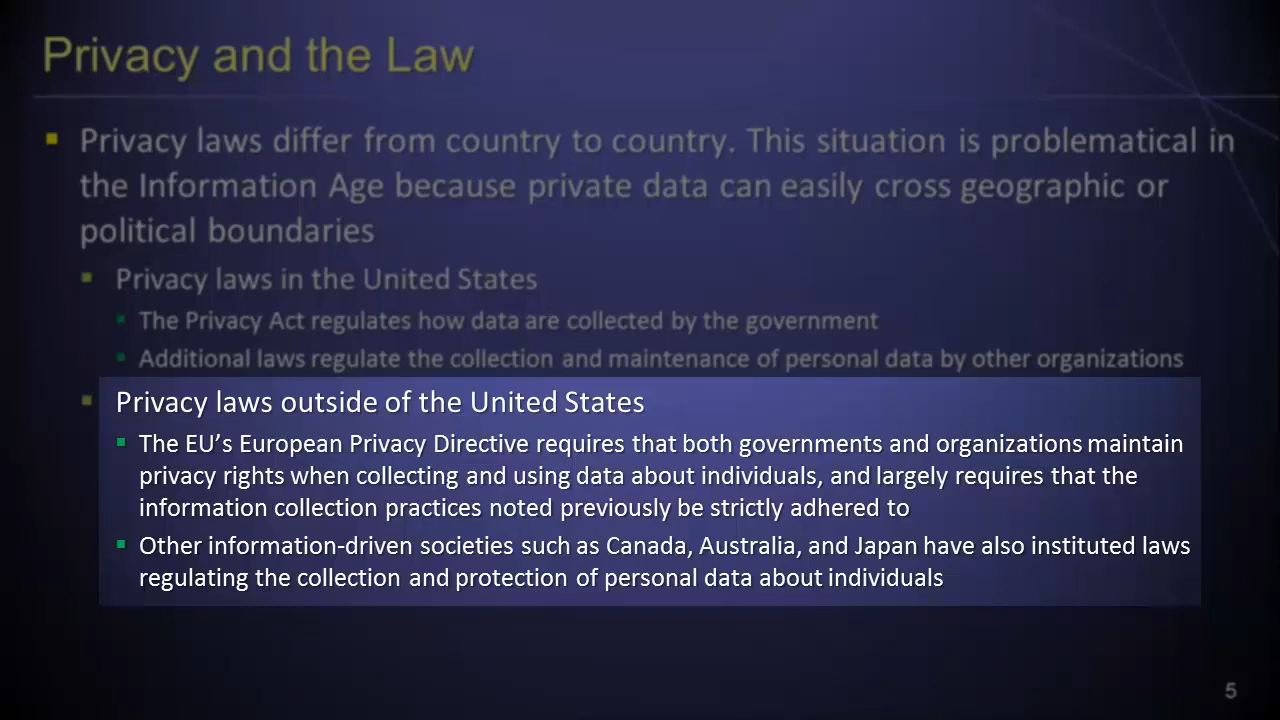 Privacy and the Law
Privacy laws differ from country to country. This situation is problematical in
the Information Age because private data can easily cross geographic or
political boundaries
Privacy laws in the United States
The Privacy Act regulates how data are collected by the government
Additional laws regulate the collection and maintenance of personal data by other organizations
Privacy laws outside of the United States
The EU’s European Privacy Directive requires that both governments and organizations maintain
privacy rights when collecting and using data about individuals, and largely requires that the
information collection practices noted previously be strictly adhered to
Other information-driven societies such as Canada, Australia, and Japan have also instituted laws
regulating the collection and protection of personal data about individuals
5